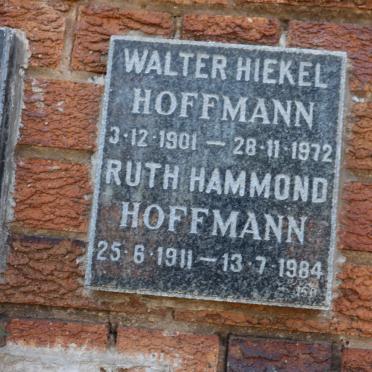 WALTER HIEKEL
HOFFMANN
3·12·1901 — 28·11·1972
RUTH HAMMOND
HOFFMANN
25·6·1911 — 13·7·1984